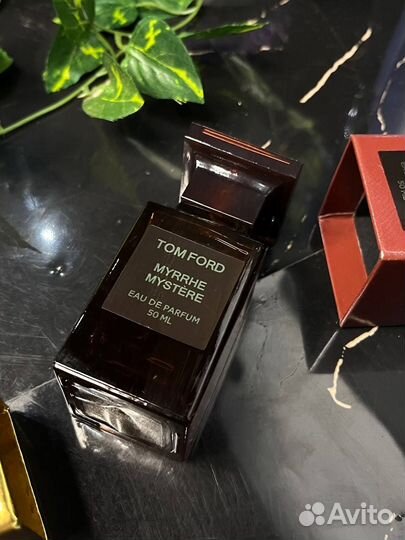 TOM FORD
MYRRHE
MYSTÈRE
EAU DE PARFUM
50 ML
Avito